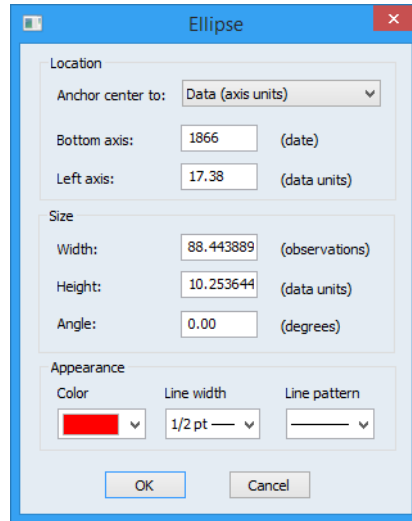 Ellipse
Location
Anchor center to: Data (axis units)
Bottom axis: 1866 (date)
Left axis: 17.38 (data units)
Size
Width: 88.443889 (observations)
Height: 10.253644 (data units)
Angle: 0.00 (degrees)
Appearance
Color Line width Line pattern
1/2 pt
OK Cancel